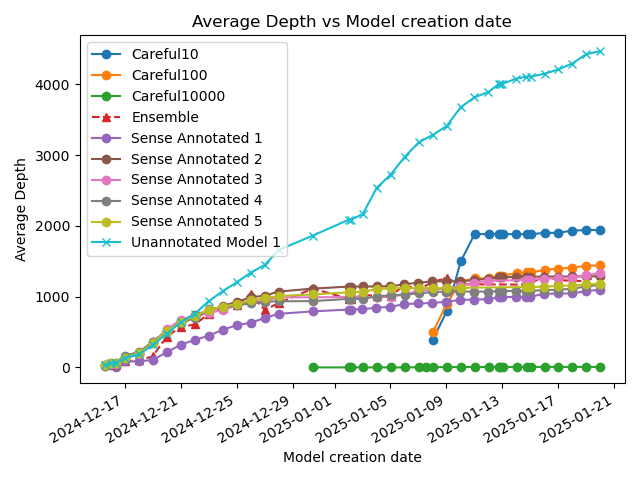 Average Depth vs Model creation date
Careful10
Careful100
Careful10000
Ensemble
Sense Annotated 1
Sense Annotated 2
Sense Annotated 3
Sense Annotated 4
Sense Annotated 5
Unannotated Model 1
Average Depth
4000
3000
2000
1000
0
2024-12-17
2024-12-21
2024-12-25
2024-12-29
2025-01-01
2025-01-05
2025-01-09
2025-01-13
2025-01-17
2025-01-21
Model creation date